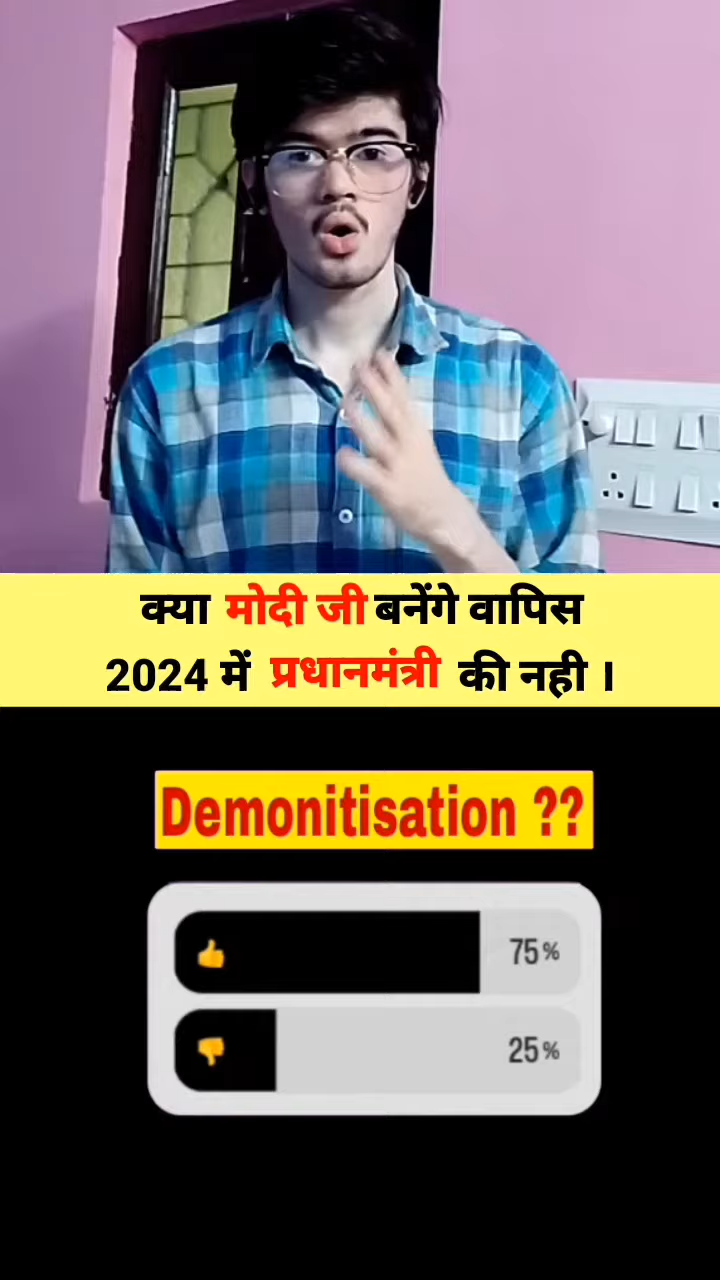 क्या मोदी जी बनेंगे वापिस
2024 में प्रधानमंत्री की नही ।
Demonitisation ??
👍 75%
👎 25%